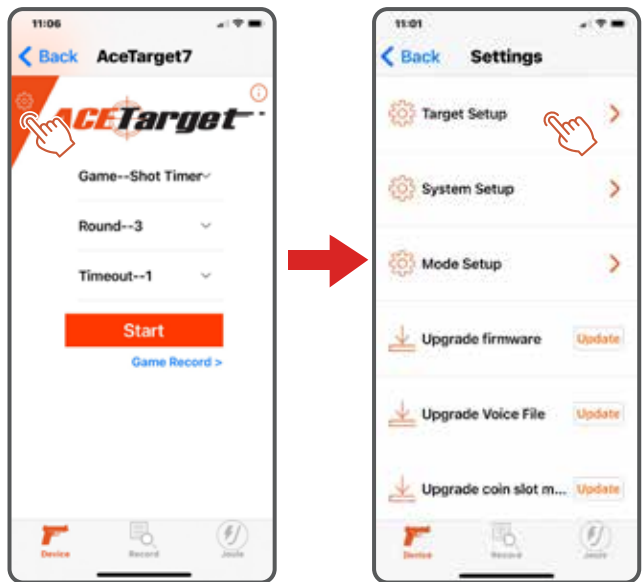 11:06
Back AceTarget7
ACETarget
Game--Shot Timer
Round--3
Timeout--1
Start
Game Record >
Device Record Joule
11:01
Back Settings
Target Setup
System Setup
Mode Setup
Upgrade firmware Update
Upgrade Voice File Update
Upgrade coin slot m... Update
Device Record Joule